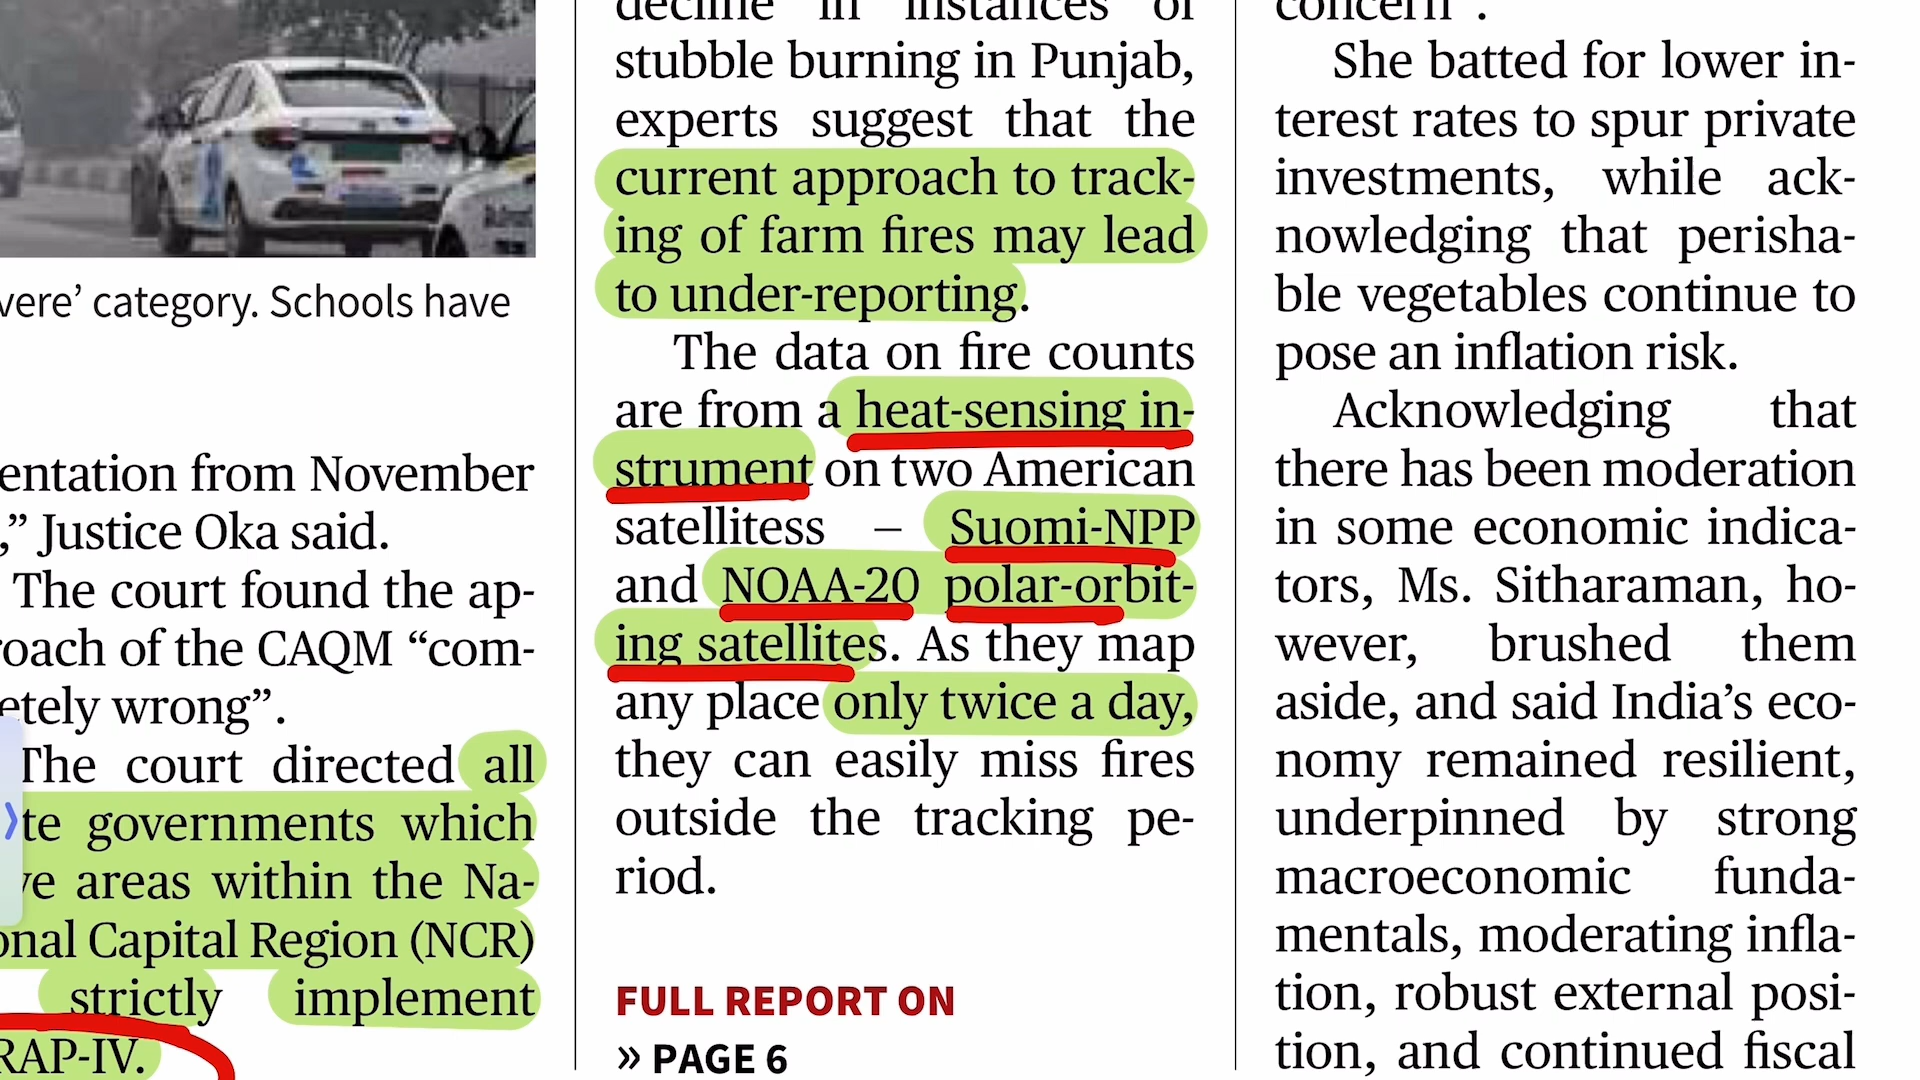 vere’ category. Schools have
entation from November
,” Justice Oka said.
The court found the ap-
roach of the CAQM “com-
etely wrong”.
The court directed all
te governments which
ve areas within the Na-
onal Capital Region (NCR)
strictly implement
RAP-IV.
decline in instances of
stubble burning in Punjab,
experts suggest that the
current approach to track-
ing of farm fires may lead
to under-reporting.
The data on fire counts
are from a heat-sensing in-
strument on two American
satellitess – Suomi-NPP
and NOAA-20 polar-orbit-
ing satellites. As they map
any place only twice a day,
they can easily miss fires
outside the tracking pe-
riod.
FULL REPORT ON
» PAGE 6
concern”.
She batted for lower in-
terest rates to spur private
investments, while ack-
nowledging that perisha-
ble vegetables continue to
pose an inflation risk.
Acknowledging that
there has been moderation
in some economic indica-
tors, Ms. Sitharaman, ho-
wever, brushed them
aside, and said India’s eco-
nomy remained resilient,
underpinned by strong
macroeconomic funda-
mentals, moderating infla-
tion, robust external posi-
tion, and continued fiscal